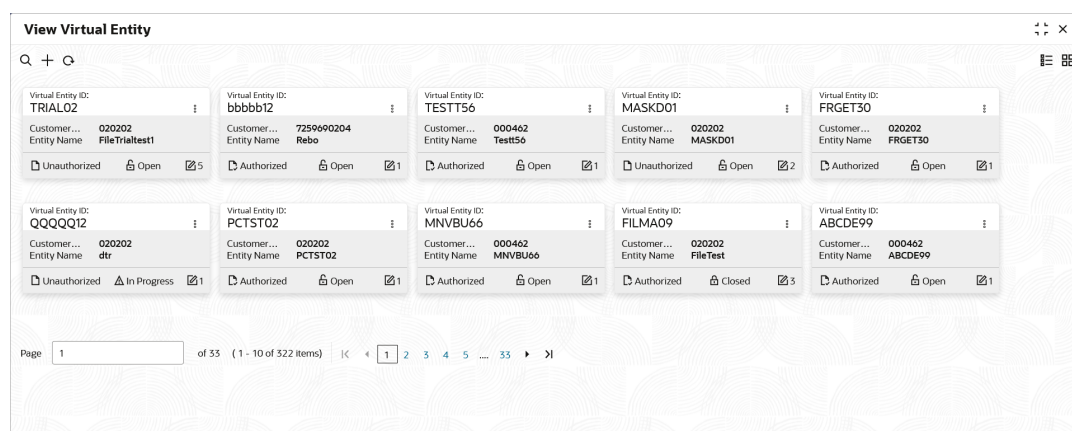 View Virtual Entity
Virtual Entity ID:
TRIAL02
Customer... 020202
Entity Name FileTrialtest1
Unauthorized Open 5
Virtual Entity ID:
bbbbb12
Customer... 7259690204
Entity Name Rebo
Authorized Open 1
Virtual Entity ID:
TESTT56
Customer... 000462
Entity Name Testt56
Authorized Open 1
Virtual Entity ID:
MASKD01
Customer... 020202
Entity Name MASKD01
Unauthorized Open 2
Virtual Entity ID:
FRGET30
Customer... 020202
Entity Name FRGET30
Authorized Open 1
Virtual Entity ID:
QQQQQ12
Customer... 020202
Entity Name dtr
Unauthorized In Progress 1
Virtual Entity ID:
PCTST02
Customer... 020202
Entity Name PCTST02
Authorized Open 1
Virtual Entity ID:
MNVBU66
Customer... 000462
Entity Name MNVBU66
Authorized Open 1
Virtual Entity ID:
FILMA09
Customer... 020202
Entity Name FileTest
Authorized Closed 3
Virtual Entity ID:
ABCDE99
Customer... 000462
Entity Name ABCDE99
Authorized Open 1
Page 1 of 33 ( 1 - 10 of 322 items) 1 2 3 4 5 .... 33